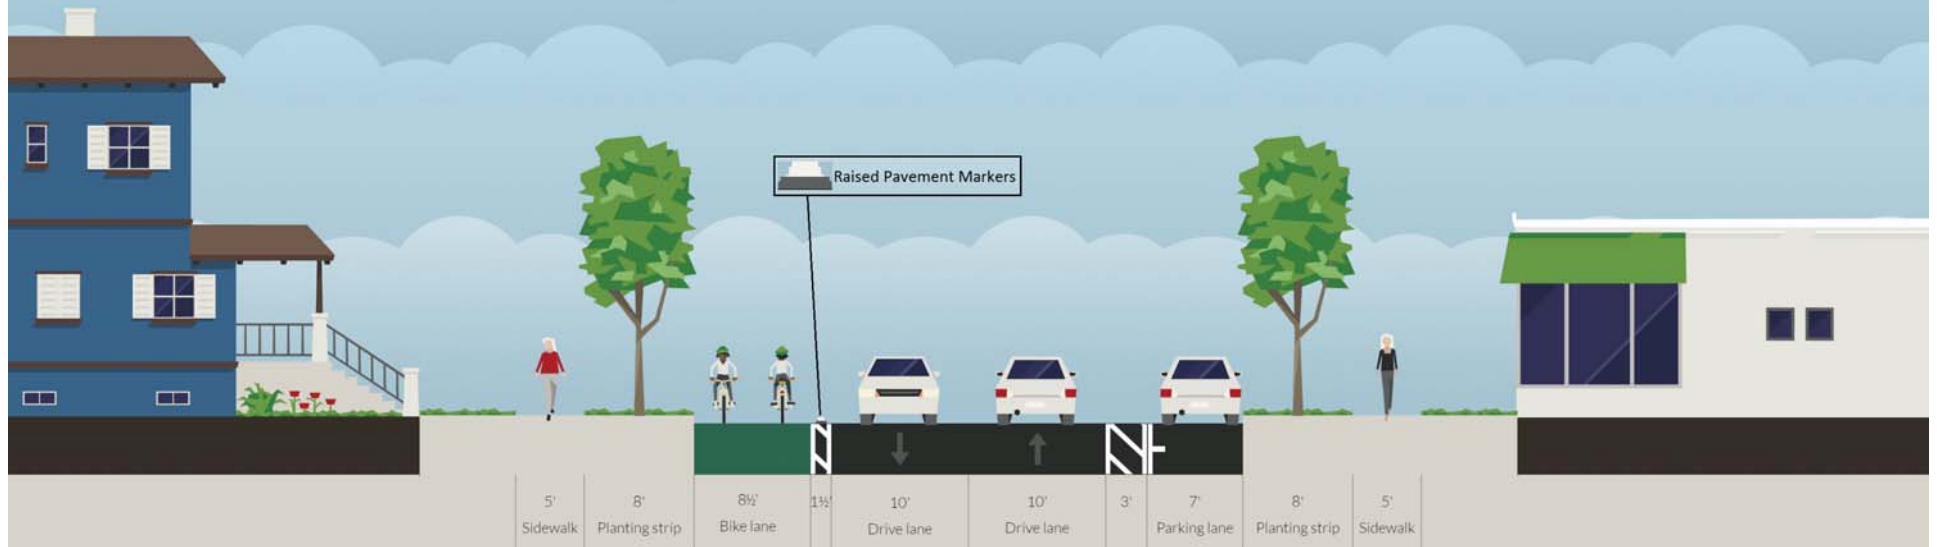 Raised Pavement Markers
5' 8' 8½' 1½' 10' 10' 3' 7' 8' 5'
Sidewalk Planting strip Bike lane Drive lane Drive lane Parking lane Planting strip Sidewalk